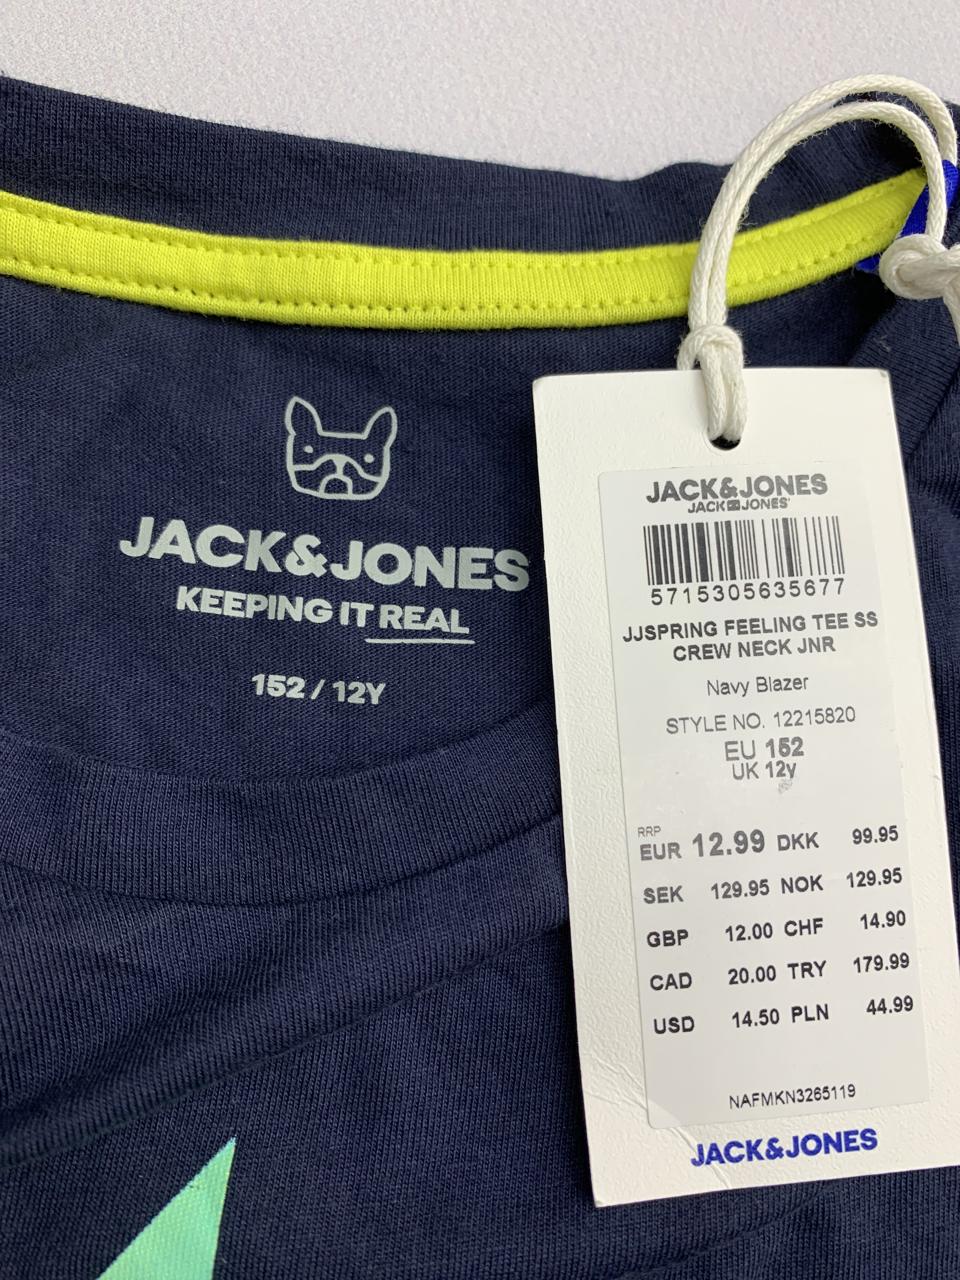 JACK&JONES
KEEPING IT REAL
152 / 12Y
JACK&JONES
JACK JONES
5715305635677
JJSPRING FEELING TEE SS
CREW NECK JNR
Navy Blazer
STYLE NO. 12215820
EU 152
UK 12y
RRP
EUR 12.99 DKK 99.95
SEK 129.95 NOK 129.95
GBP 12.00 CHF 14.90
CAD 20.00 TRY 179.99
USD 14.50 PLN 44.99
NAFMKN3265119
JACK&JONES